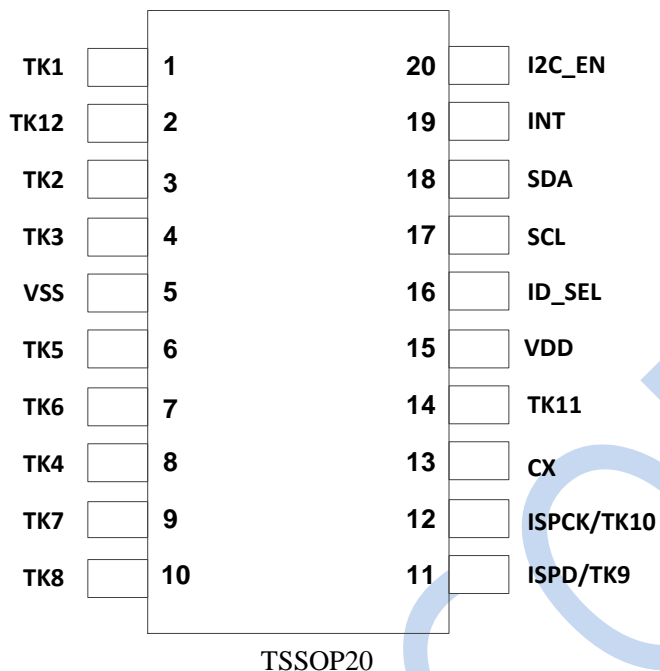 TK1 1 20 I2C_EN
TK12 2 19 INT
TK2 3 18 SDA
TK3 4 17 SCL
VSS 5 16 ID_SEL
TK5 6 15 VDD
TK6 7 14 TK11
TK4 8 13 CX
TK7 9 12 ISPCK/TK10
TK8 10 11 ISPD/TK9
TSSOP20